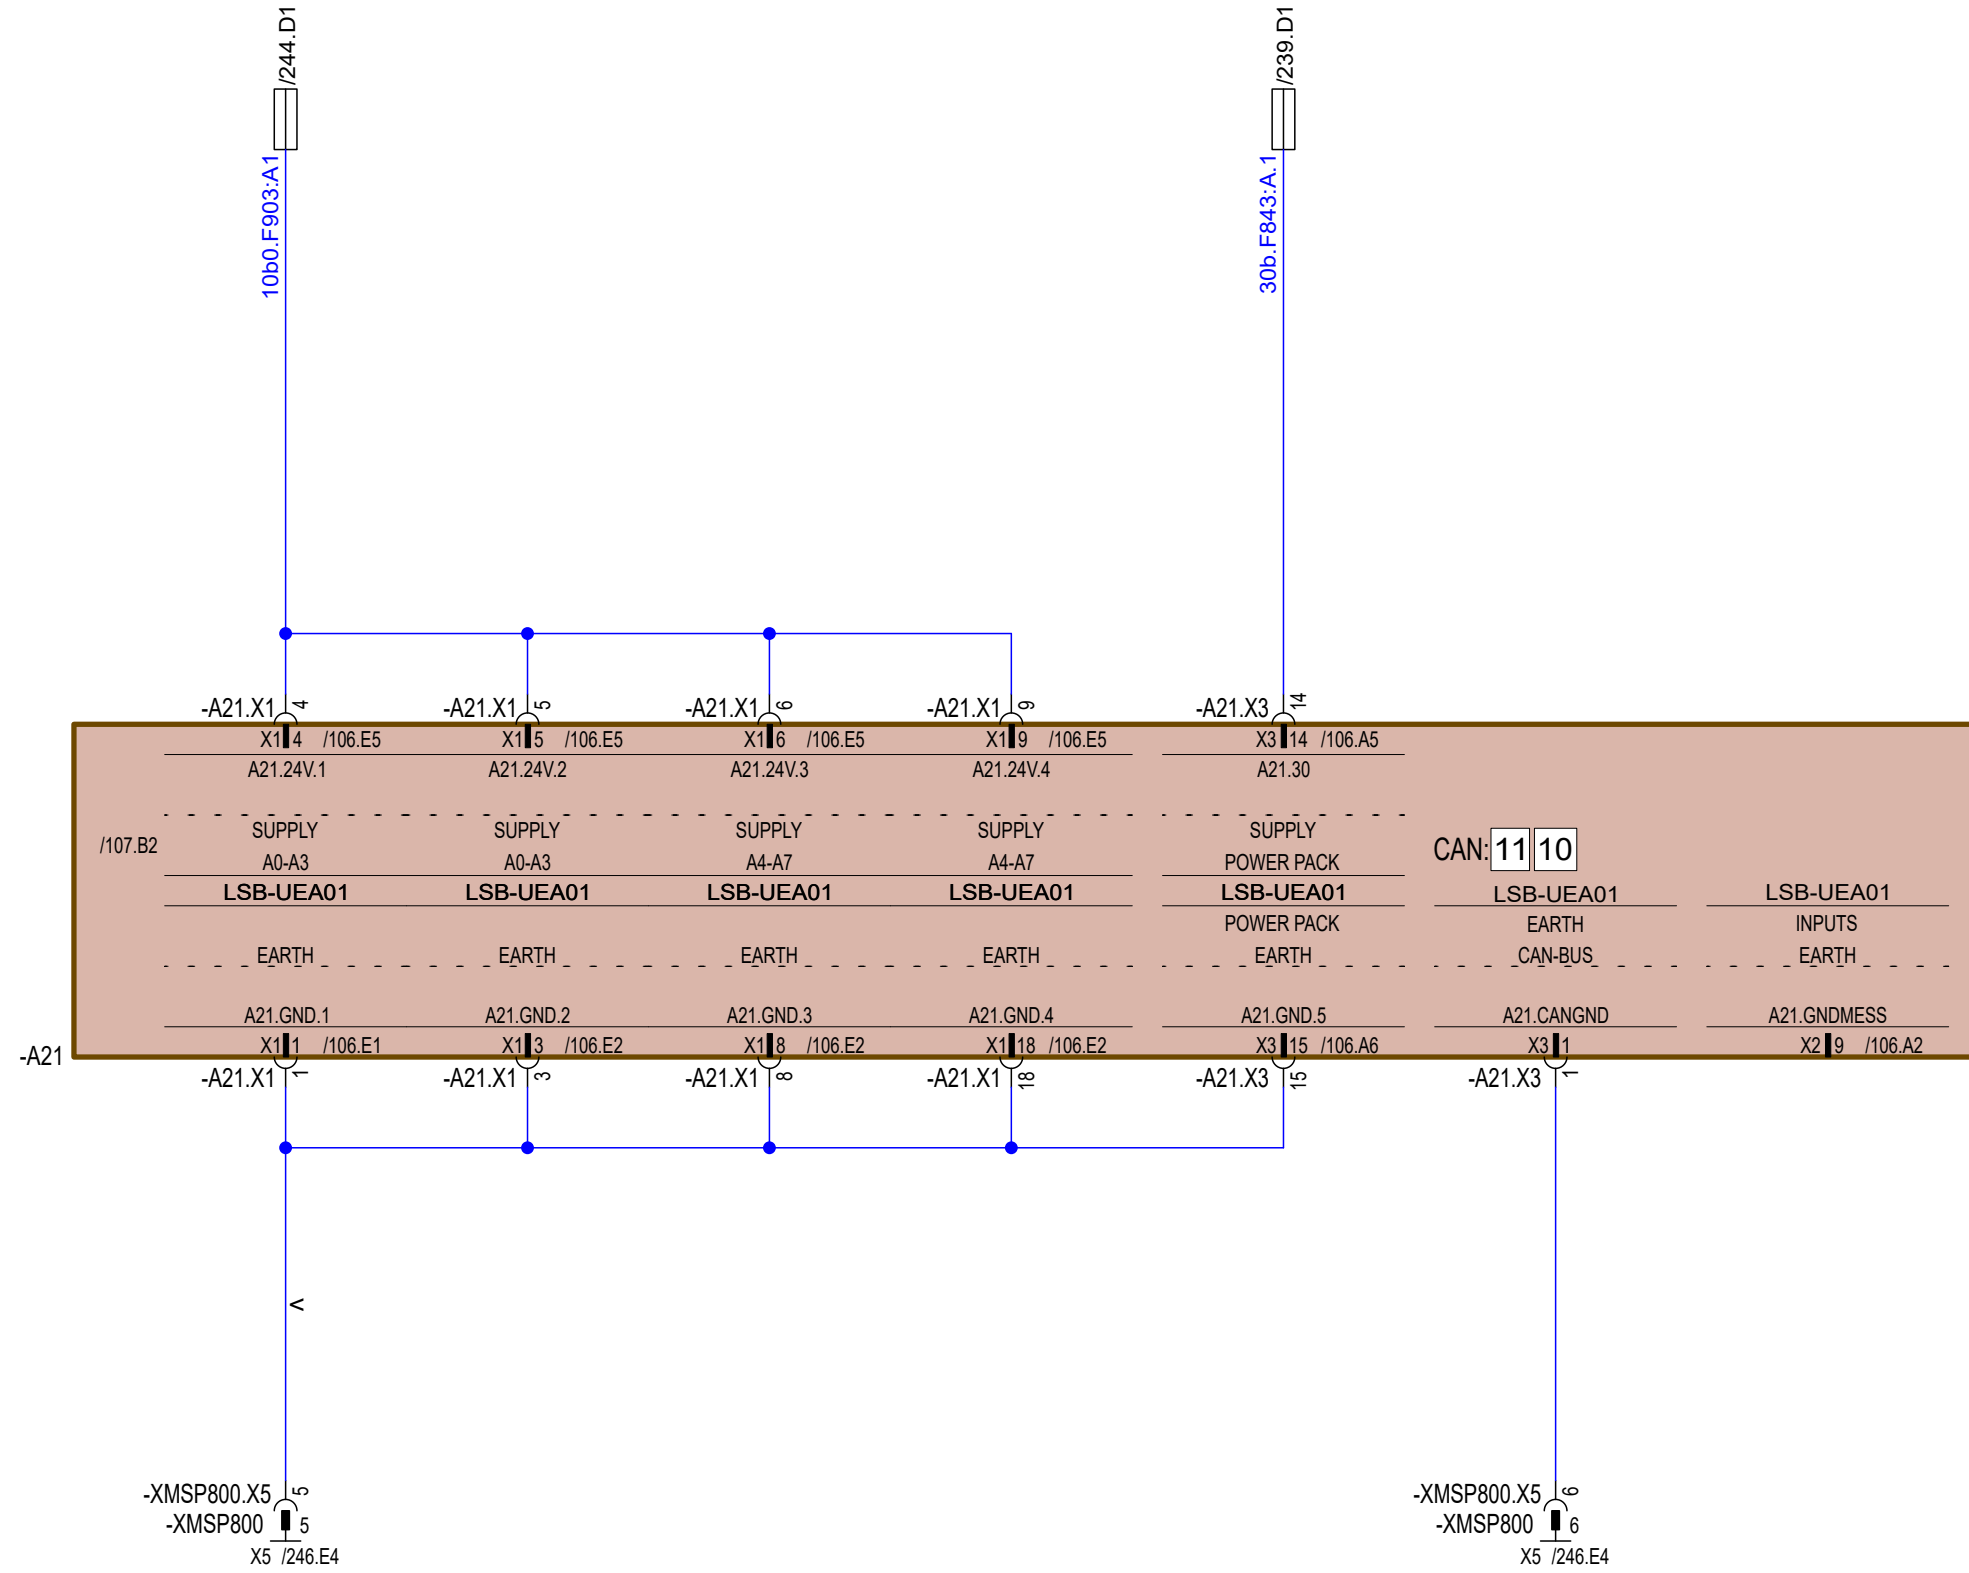 /244.D1
/239.D1
10b0.F903:A1
30b.F843:A.1
-A21.X1 4
-A21.X1 5
-A21.X1 6
-A21.X1 9
-A21.X3 14
X1 4 /106.E5
X1 5 /106.E5
X1 6 /106.E5
X1 9 /106.E5
X3 14 /106.A5
A21.24V.1
A21.24V.2
A21.24V.3
A21.24V.4
A21.30
/107.B2
SUPPLY
A0-A3
SUPPLY
A0-A3
SUPPLY
A4-A7
SUPPLY
A4-A7
SUPPLY
POWER PACK
CAN: 11 10
LSB-UEA01
LSB-UEA01
LSB-UEA01
LSB-UEA01
LSB-UEA01
LSB-UEA01
LSB-UEA01
EARTH
EARTH
EARTH
EARTH
POWER PACK
EARTH
EARTH
CAN-BUS
INPUTS
EARTH
A21.GND.1
A21.GND.2
A21.GND.3
A21.GND.4
A21.GND.5
A21.CANGND
A21.GNDMESS
X1 1 /106.E1
X1 3 /106.E2
X1 8 /106.E2
X1 18 /106.E2
X3 15 /106.A6
X3 1
X2 9 /106.A2
-A21
-A21.X1 1
-A21.X1 3
-A21.X1 8
-A21.X1 18
-A21.X3 15
-A21.X3 1
<
-XMSP800.X5 5
-XMSP800 5
X5 /246.E4
-XMSP800.X5 6
-XMSP800 6
X5 /246.E4